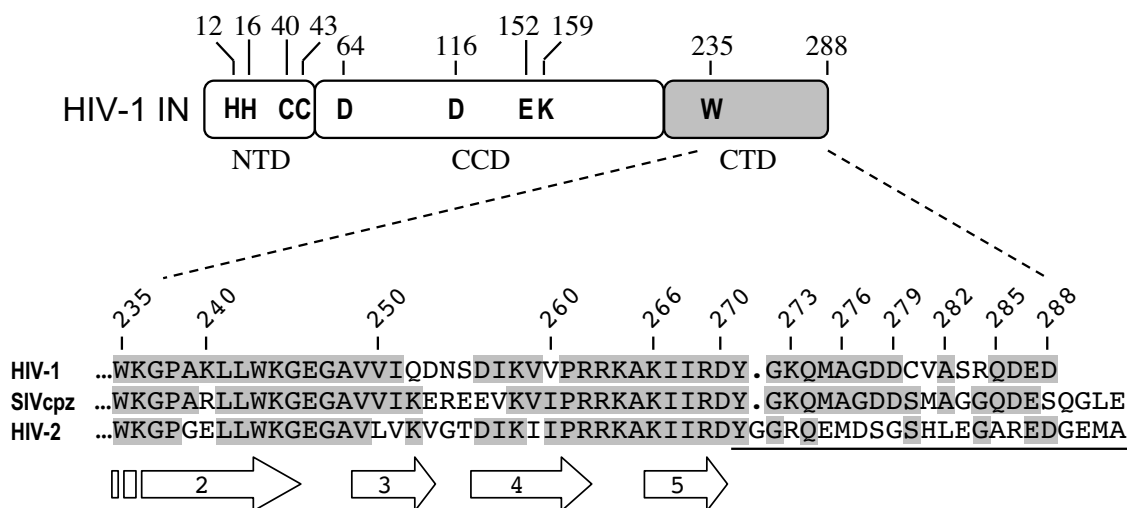 12 16 40 43 64 116 152 159 235 288
HIV-1 IN HH CC D D E K W
NTD CCD CTD
235 240 250 260 266 270 273 276 279 282 285 288
HIV-1 ...WKGPAKLLWKGEGAVVIQDNSDIKVVPRRKAKIIRDY.GKQMAGDDCVASRQDED
SIVcpz ...WKGPARLLWKGEGAVVIKEREEVKVIPRRKAKIIRDY.GKQMAGDDSMAGGQDESQGLE
HIV-2 ...WKGPGELLWKGEGAVLVKVGTDIKIIPRRKAKIIRDYGGRQEMDSGSHLEGAREDGEMA
2 3 4 5